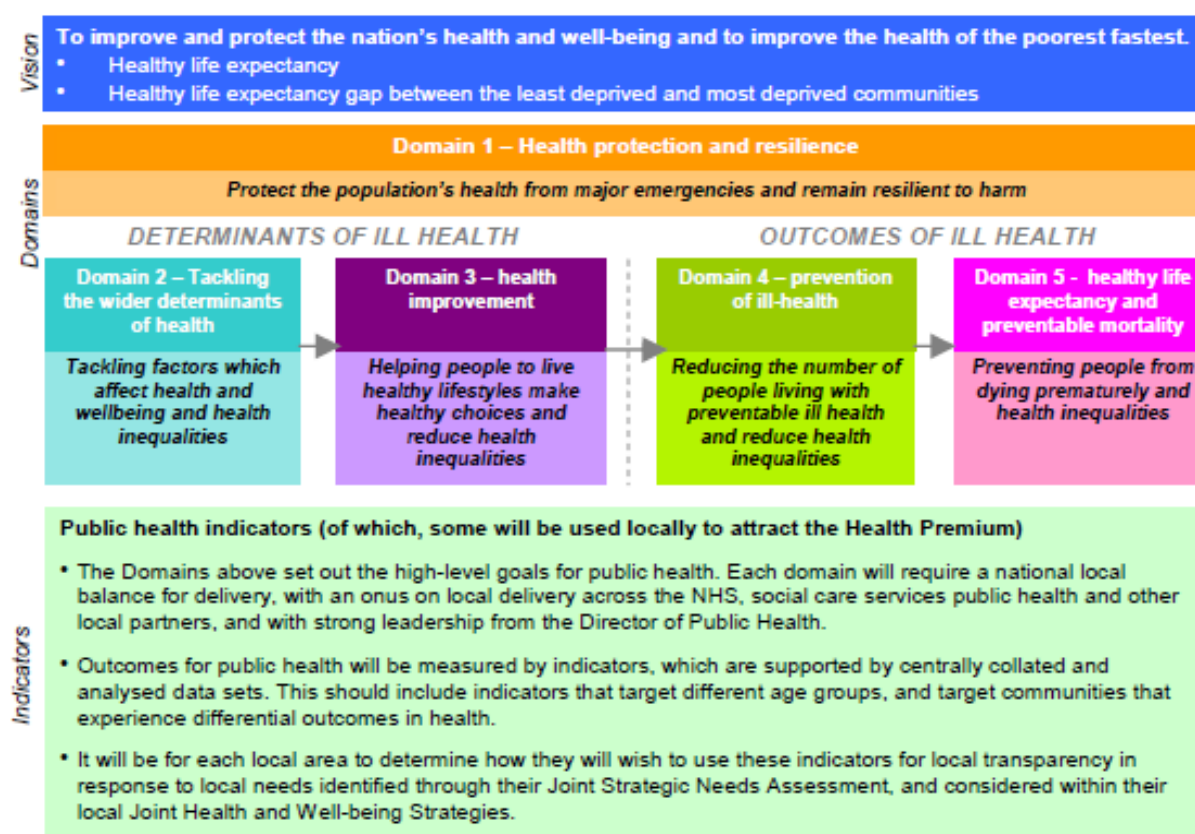 Vision
To improve and protect the nation's health and well-being and to improve the health of the poorest fastest.
• Healthy life expectancy
• Healthy life expectancy gap between the least deprived and most deprived communities
Domains
Domain 1 – Health protection and resilience
Protect the population's health from major emergencies and remain resilient to harm
DETERMINANTS OF ILL HEALTH
OUTCOMES OF ILL HEALTH
Domain 2 – Tackling
the wider determinants
of health
Tackling factors which
affect health and
wellbeing and health
inequalities
Domain 3 – health
improvement
Helping people to live
healthy lifestyles make
healthy choices and
reduce health
inequalities
Domain 4 – prevention
of ill-health
Reducing the number of
people living with
preventable ill health
and reduce health
inequalities
Domain 5 - healthy life
expectancy and
preventable mortality
Preventing people from
dying prematurely and
health inequalities
Indicators
Public health indicators (of which, some will be used locally to attract the Health Premium)
• The Domains above set out the high-level goals for public health. Each domain will require a national local
balance for delivery, with an onus on local delivery across the NHS, social care services public health and other
local partners, and with strong leadership from the Director of Public Health.
• Outcomes for public health will be measured by indicators, which are supported by centrally collated and
analysed data sets. This should include indicators that target different age groups, and target communities that
experience differential outcomes in health.
• It will be for each local area to determine how they will wish to use these indicators for local transparency in
response to local needs identified through their Joint Strategic Needs Assessment, and considered within their
local Joint Health and Well-being Strategies.